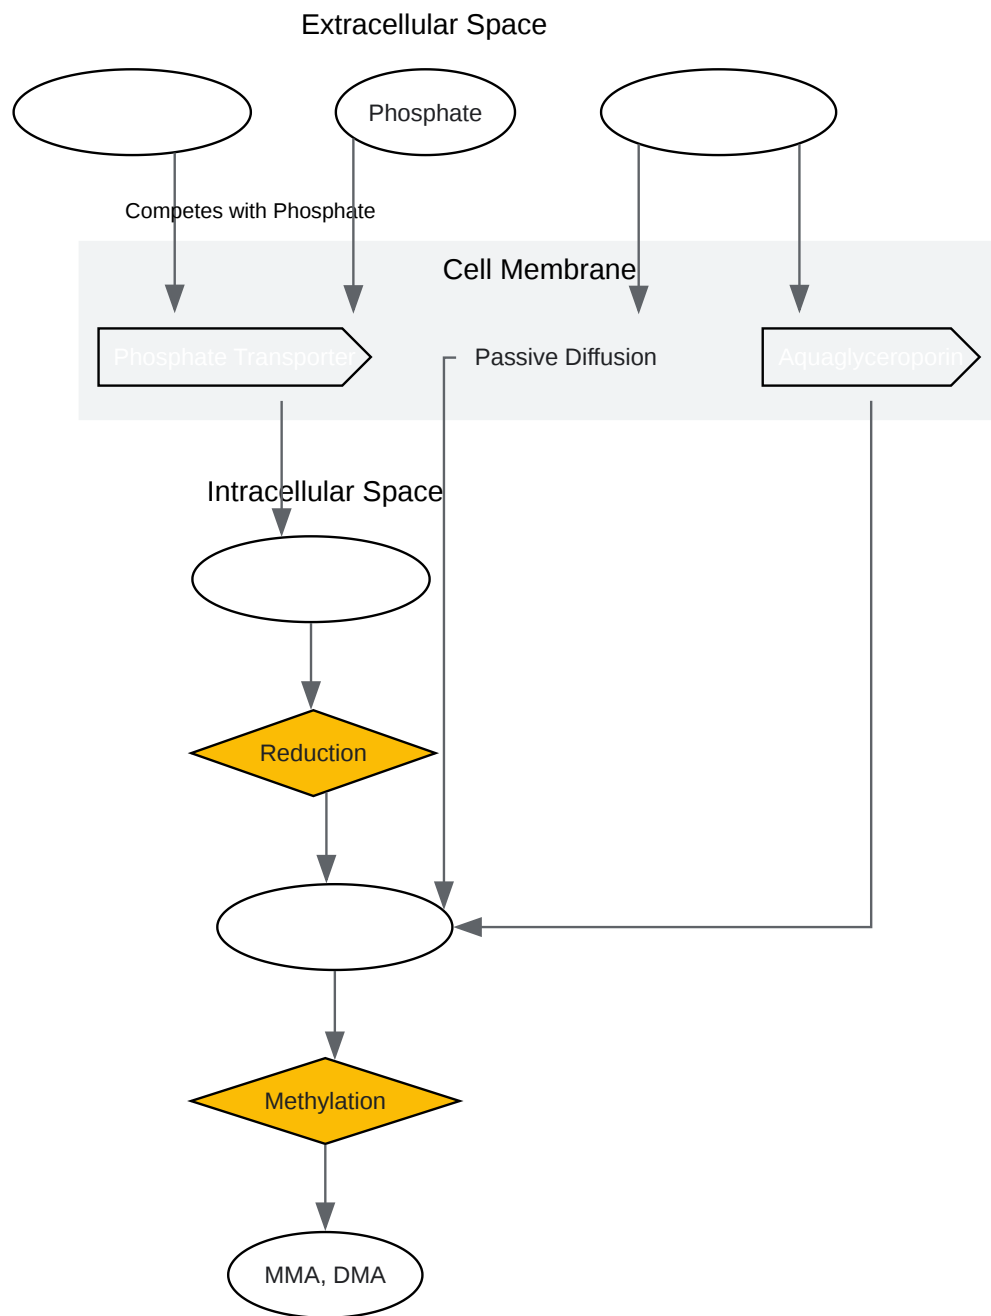 Extracellular Space
Phosphate
Competes with Phosphate
Cell Membrane
Phosphate Transporter
Passive Diffusion
Aquaglyceroporin
Intracellular Space
Reduction
Methylation
MMA, DMA